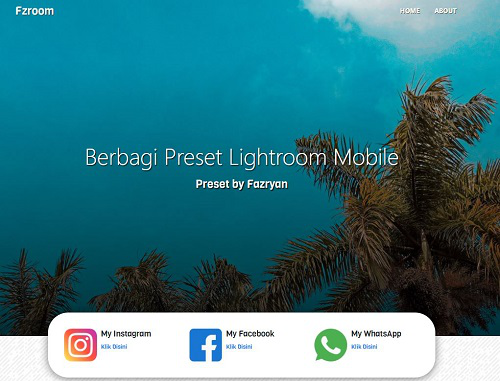 Fzroom
HOME ABOUT
Berbagi Preset Lightroom Mobile
Preset by Fazryan
My Instagram
Klik Disini
My Facebook
Klik Disini
My WhatsApp
Klik Disini